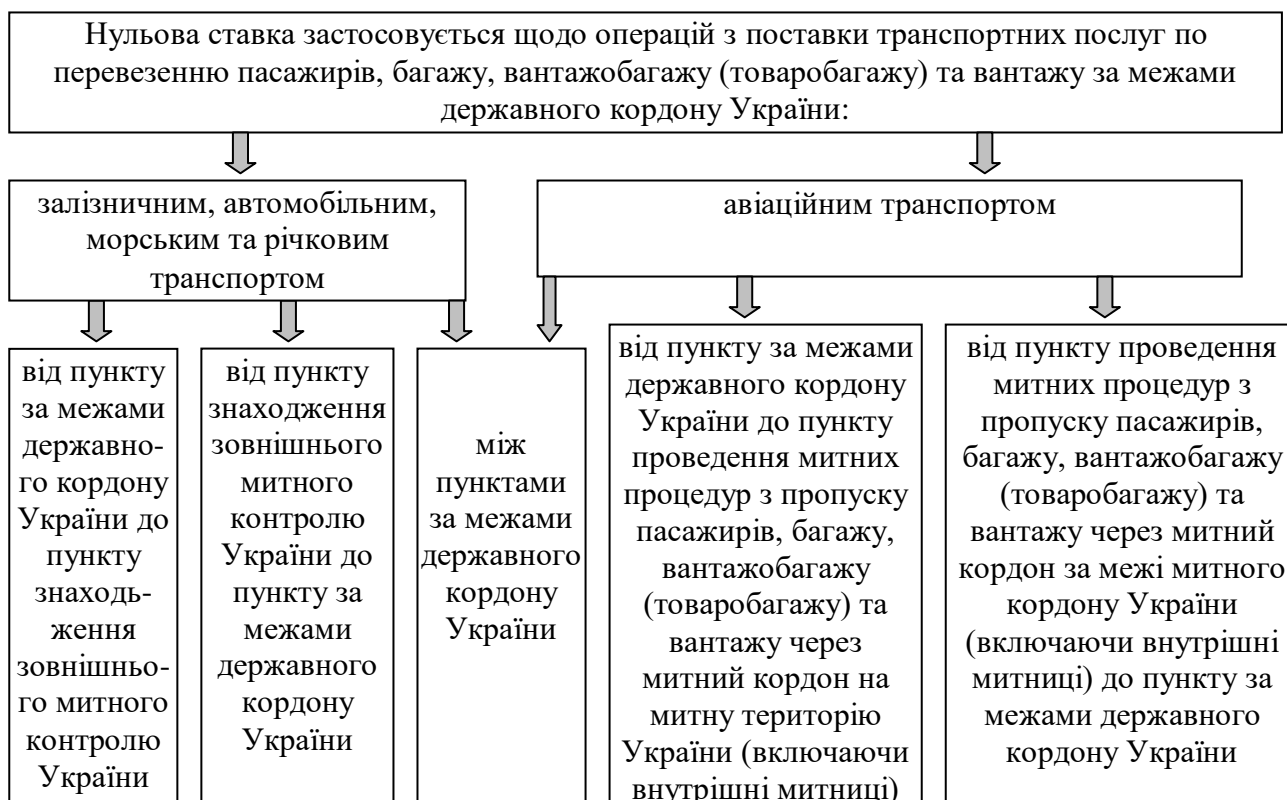 Нульова ставка застосовується щодо операцій з поставки транспортних послуг по
перевезенню пасажирів, багажу, вантажобагажу (товаробагажу) та вантажу за межами
державного кордону України:
залізничним, автомобільним,
морським та річковим
транспортом
авіаційним транспортом
від пункту
за межами
державно-
го кордону
України до
пункту
знаходь-
ження
зовнішньо-
го митного
контролю
України
від пункту
знаходження
зовнішнього
митного
контролю
України до
пункту за
межами
державного
кордону
України
між
пунктами
за межами
державного
кордону
України
від пункту за межами
державного кордону
України до пункту
проведення митних
процедур з пропуску
пасажирів, багажу,
вантажобагажу
(товаробагажу) та
вантажу через
митний кордон на
митну територію
України (включаючи
внутрішні митниці)
від пункту проведення
митних процедур з
пропуску пасажирів,
багажу, вантажобагажу
(товаробагажу) та
вантажу через митний
кордон за межі митного
кордону України
(включаючи внутрішні
митниці) до пункту за
межами державного
кордону України